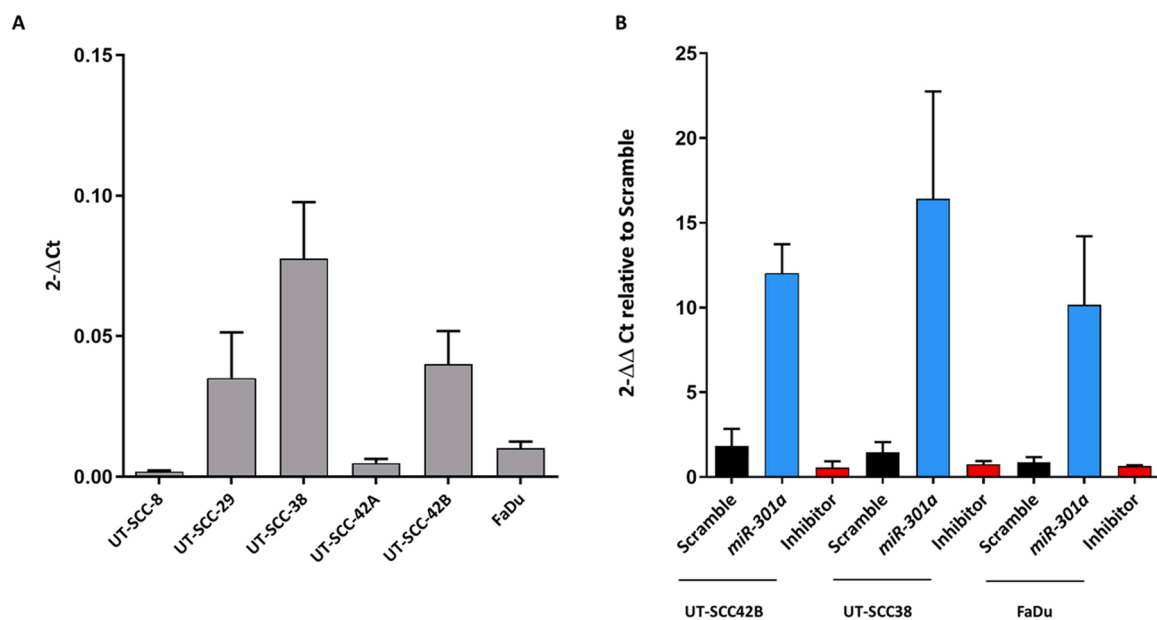 A
0.15
0.10
0.05
0.00
2-ΔCt
UT-SCC-8
UT-SCC-29
UT-SCC-38
UT-SCC-42A
UT-SCC-42B
FaDu
B
25
20
15
10
5
0
2-ΔΔ Ct relative to Scramble
Scramble
miR-301a
Inhibitor
Scramble
miR-301a
Inhibitor
Scramble
miR-301a
Inhibitor
UT-SCC42B
UT-SCC38
FaDu